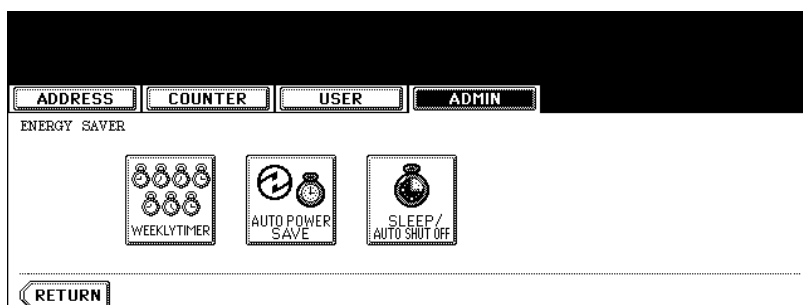 ADDRESS COUNTER USER ADMIN
ENERGY SAVER
WEEKLYTIMER
AUTO POWER
SAVE
SLEEP/
AUTO SHUT OFF
RETURN